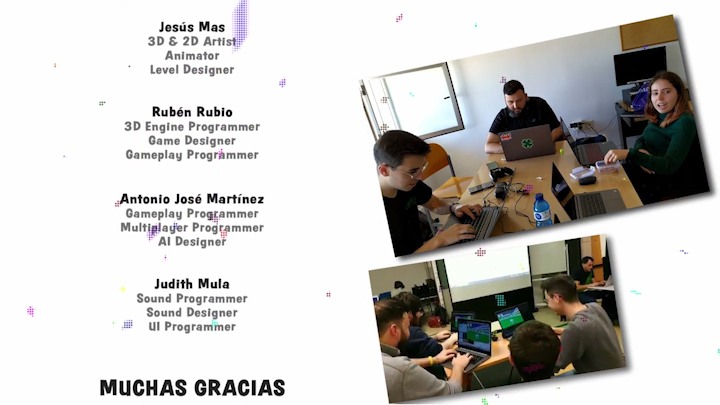 Jesús Mas
3D & 2D Artist
Animator
Level Designer
Rubén Rubio
3D Engine Programmer
Game Designer
Gameplay Programmer
Antonio José Martínez
Gameplay Programmer
Multiplayer Programmer
AI Designer
Judith Mula
Sound Programmer
Sound Designer
UI Programmer
MUCHAS GRACIAS